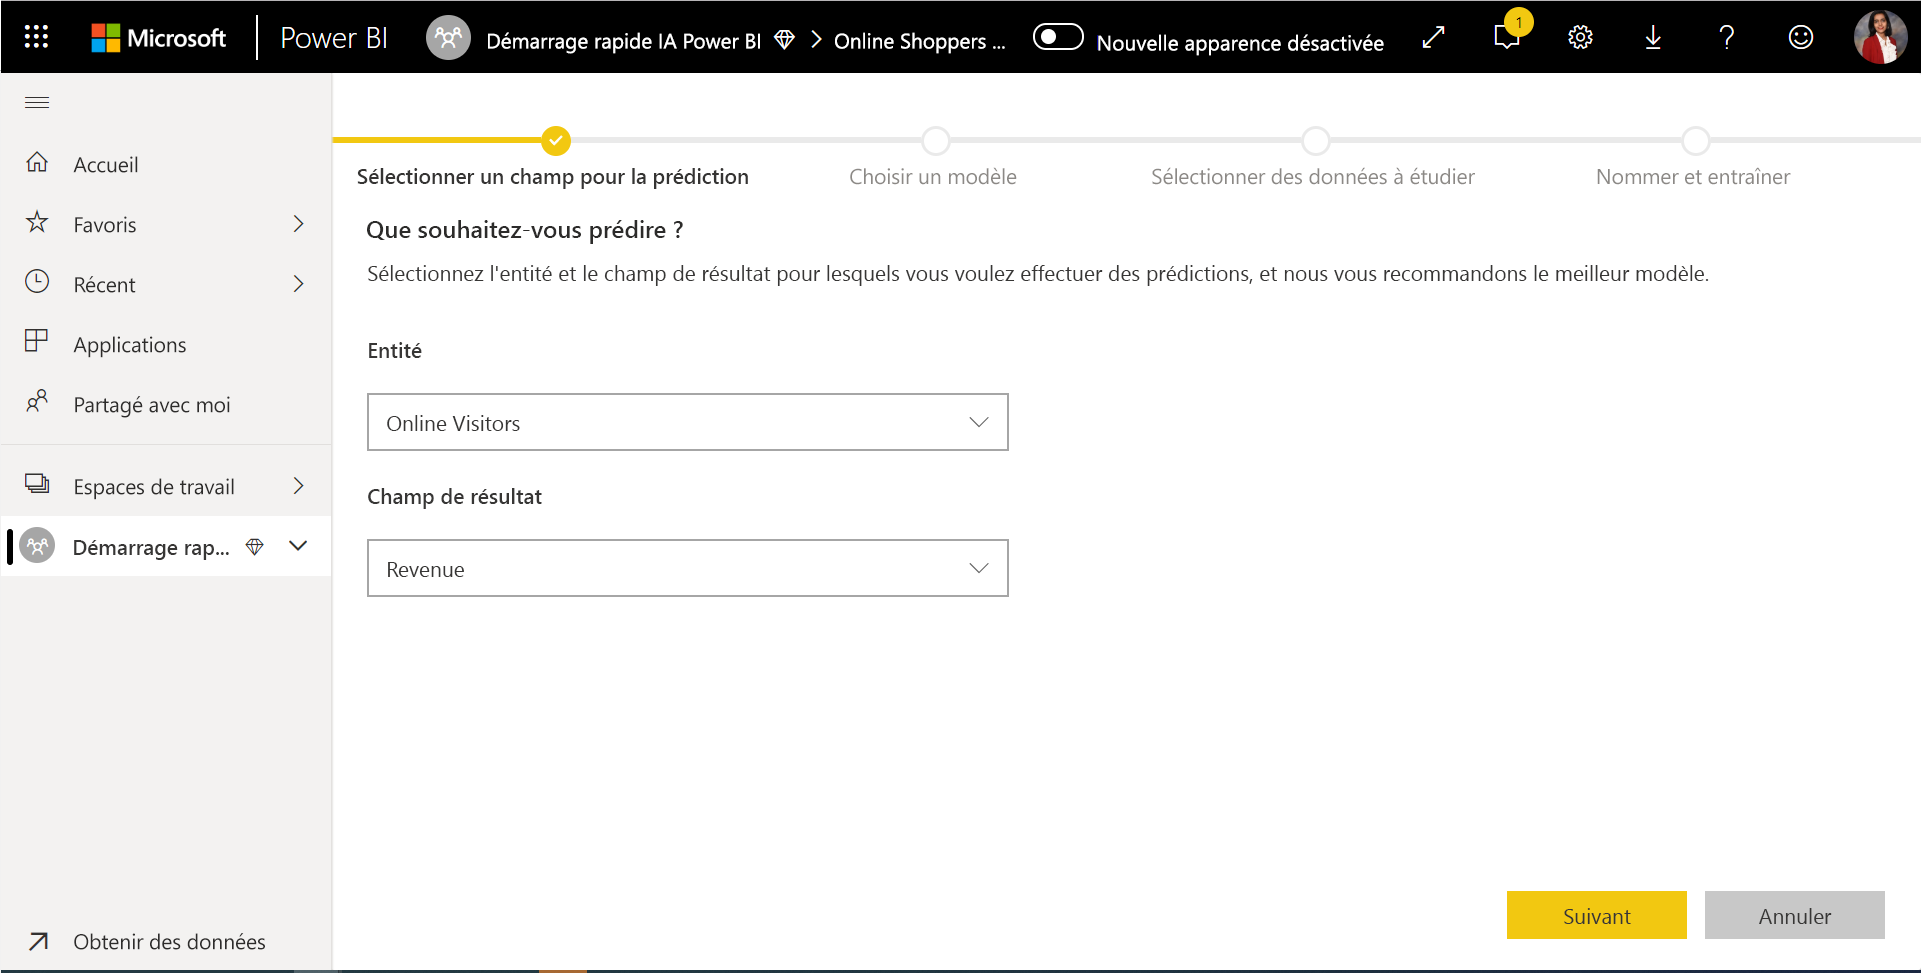 Microsoft Power BI Démarrage rapide IA Power BI Online Shoppers ... Nouvelle apparence désactivée 1 ?
Accueil
Favoris
Récent
Applications
Partagé avec moi
Espaces de travail
Démarrage rap...
Obtenir des données
Sélectionner un champ pour la prédiction Choisir un modèle Sélectionner des données à étudier Nommer et entraîner
Que souhaitez-vous prédire ?
Sélectionnez l'entité et le champ de résultat pour lesquels vous voulez effectuer des prédictions, et nous vous recommandons le meilleur modèle.
Entité
Online Visitors
Champ de résultat
Revenue
Suivant Annuler